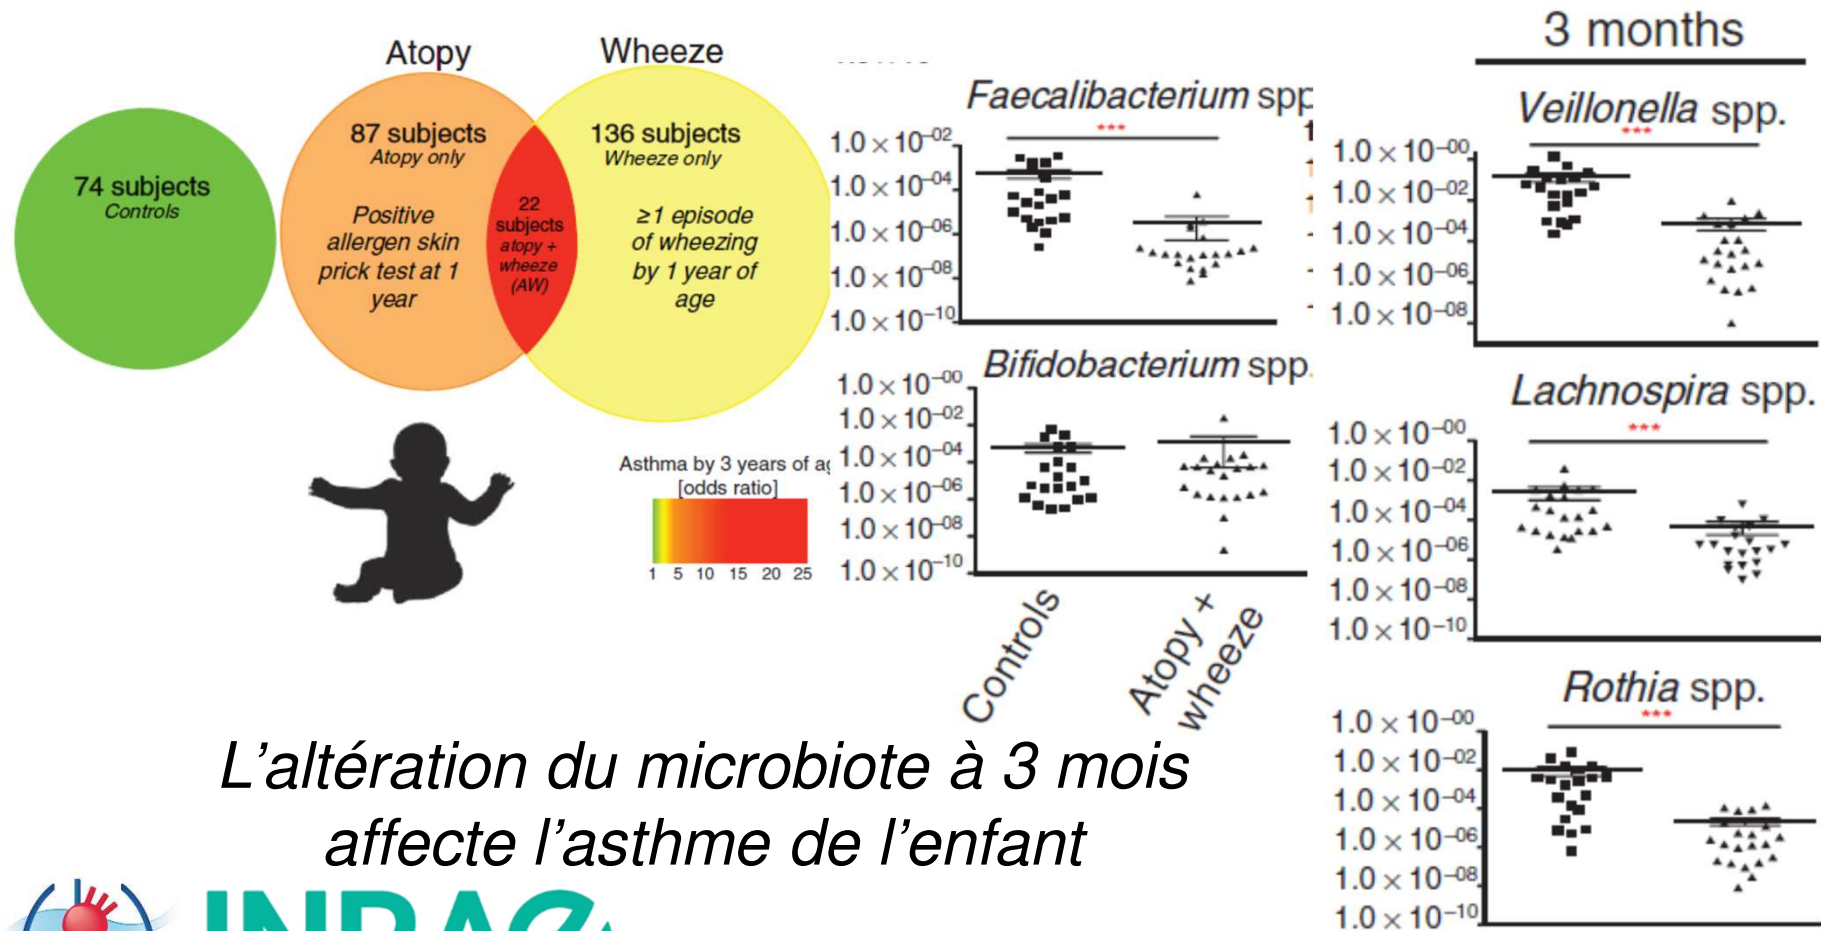 Atopy
Wheeze
74 subjects
Controls
87 subjects
Atopy only
Positive
allergen skin
prick test at 1
year
22
subjects
atopy +
wheeze
(AW)
136 subjects
Wheeze only
≥1 episode
of wheezing
by 1 year of
age
Asthma by 3 years of ag
[odds ratio]
1 5 10 15 20 25
Faecalibacterium spp
***
1.0 × 10⁻⁰²
1.0 × 10⁻⁰⁴
1.0 × 10⁻⁰⁶
1.0 × 10⁻⁰⁸
1.0 × 10⁻¹⁰
Bifidobacterium spp.
1.0 × 10⁻⁰⁰
1.0 × 10⁻⁰²
1.0 × 10⁻⁰⁴
1.0 × 10⁻⁰⁶
1.0 × 10⁻⁰⁸
1.0 × 10⁻¹⁰
Controls
Atopy +
wheeze
3 months
Veillonella spp.
***
1.0 × 10⁻⁰⁰
1.0 × 10⁻⁰²
1.0 × 10⁻⁰⁴
1.0 × 10⁻⁰⁶
1.0 × 10⁻⁰⁸
Lachnospira spp.
***
1.0 × 10⁻⁰⁰
1.0 × 10⁻⁰²
1.0 × 10⁻⁰⁴
1.0 × 10⁻⁰⁶
1.0 × 10⁻⁰⁸
1.0 × 10⁻¹⁰
Rothia spp.
***
1.0 × 10⁻⁰⁰
1.0 × 10⁻⁰²
1.0 × 10⁻⁰⁴
1.0 × 10⁻⁰⁶
1.0 × 10⁻⁰⁸
1.0 × 10⁻¹⁰
L'altération du microbiote à 3 mois
affecte l'asthme de l'enfant
INRAE